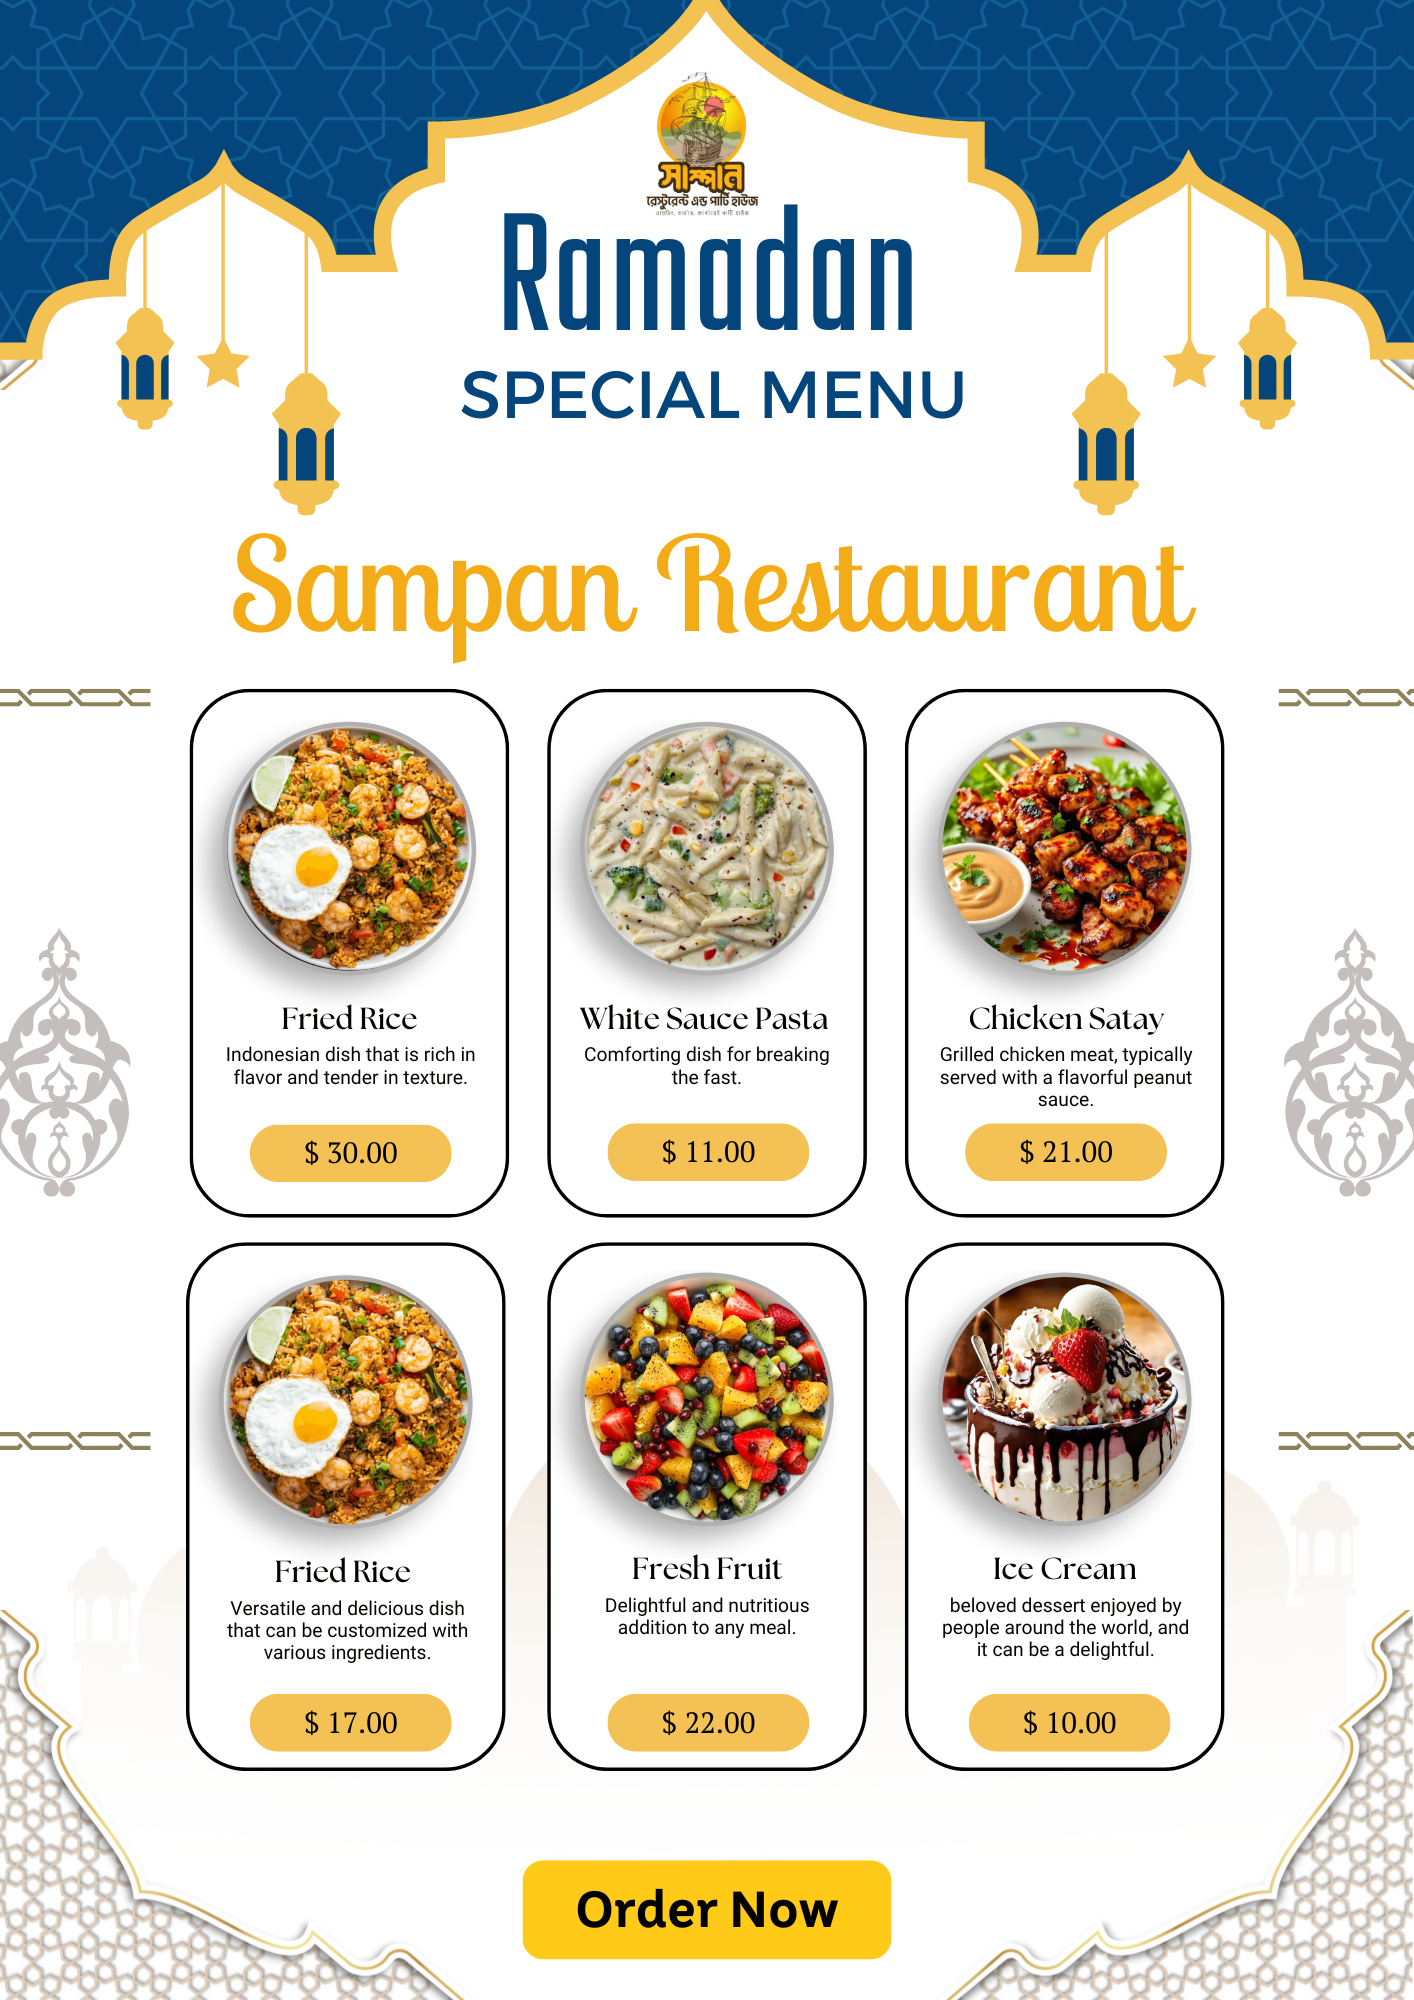 সাম্পান
রেস্টুরেন্ট এন্ড পার্টি হাউজ
Ramadan
SPECIAL MENU
Sampan Restaurant
Fried Rice
Indonesian dish that is rich in
flavor and tender in texture.
$ 30.00
White Sauce Pasta
Comforting dish for breaking
the fast.
$ 11.00
Chicken Satay
Grilled chicken meat, typically
served with a flavorful peanut
sauce.
$ 21.00
Fried Rice
Versatile and delicious dish
that can be customized with
various ingredients.
$ 17.00
Fresh Fruit
Delightful and nutritious
addition to any meal.
$ 22.00
Ice Cream
beloved dessert enjoyed by
people around the world, and
it can be a delightful.
$ 10.00
Order Now